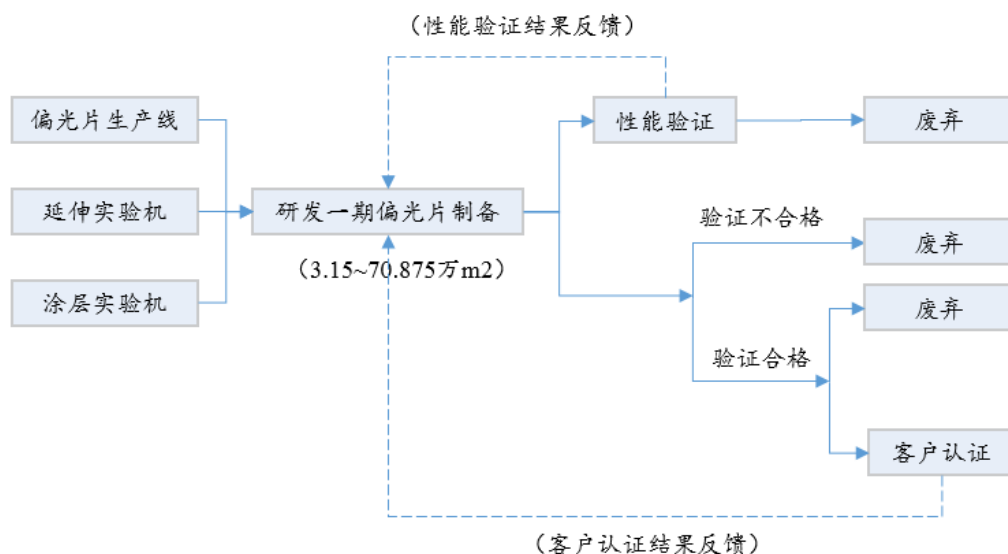 （性能验证结果反馈）
偏光片生产线
性能验证
废弃
延伸实验机
研发一期偏光片制备
验证不合格
废弃
（3.15~70.875万m2）
涂层实验机
废弃
验证合格
客户认证
（客户认证结果反馈）